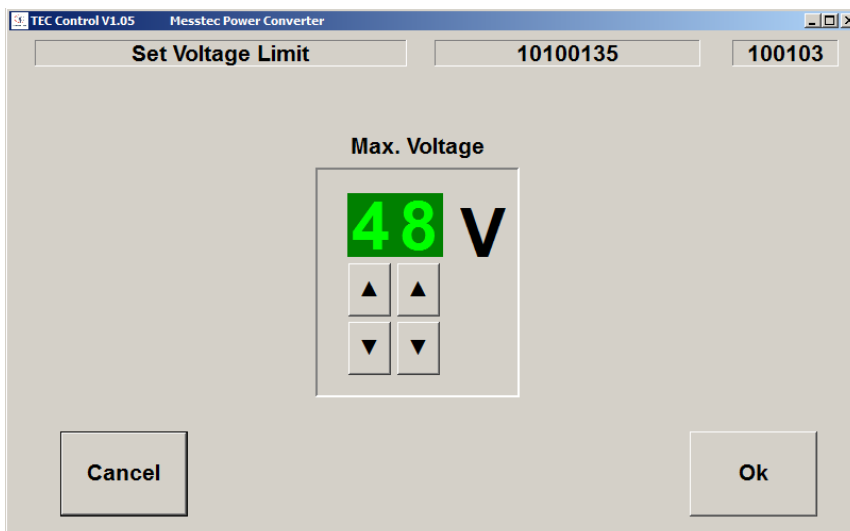 TEC Control V1.05 Messtec Power Converter
Set Voltage Limit 10100135 100103
Max. Voltage
48 V
▲ ▲
▼ ▼
Cancel Ok